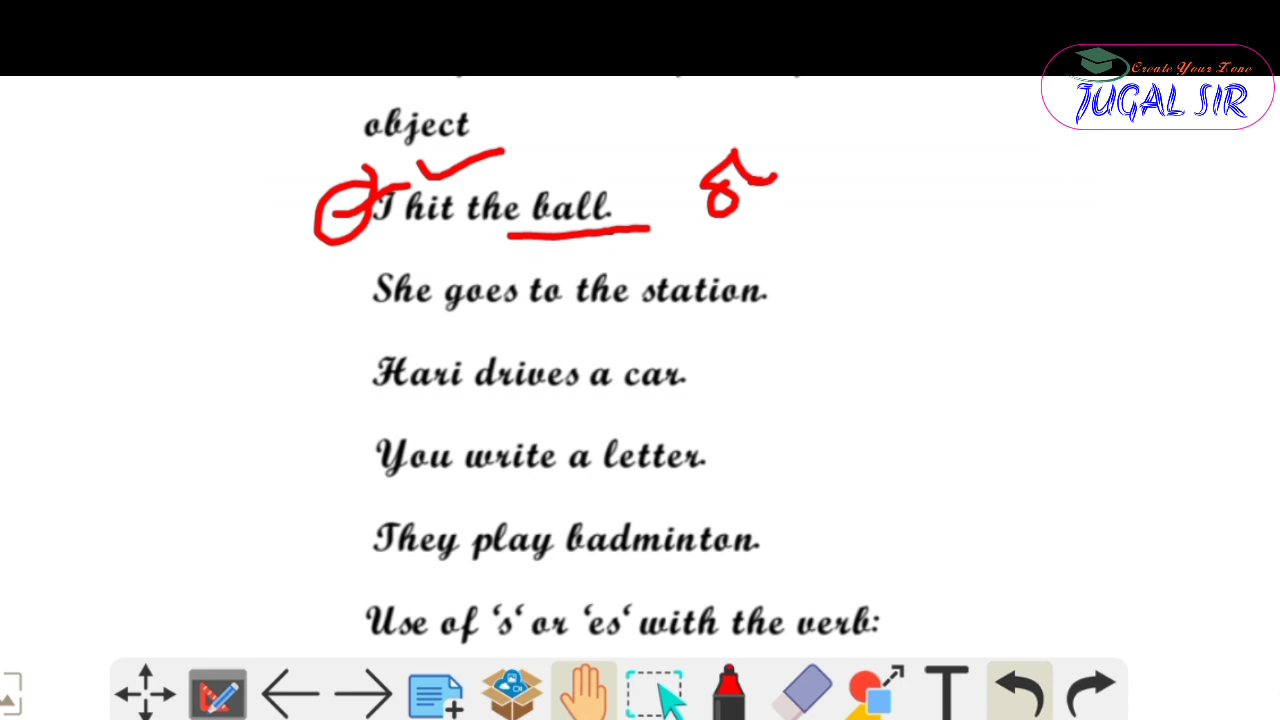 Create Your Zone
JUGAL SIR
object
I hit the ball.
She goes to the station.
Hari drives a car.
You write a letter.
They play badminton.
Use of 's' or 'es' with the verb: